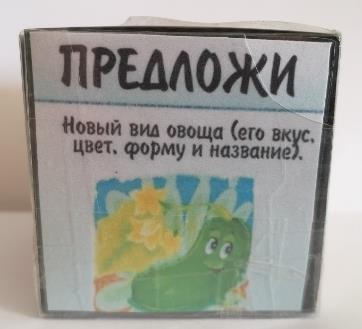 ПРЕДЛОЖИ
Новый вид овоща (его вкус,
цвет, форму и название).